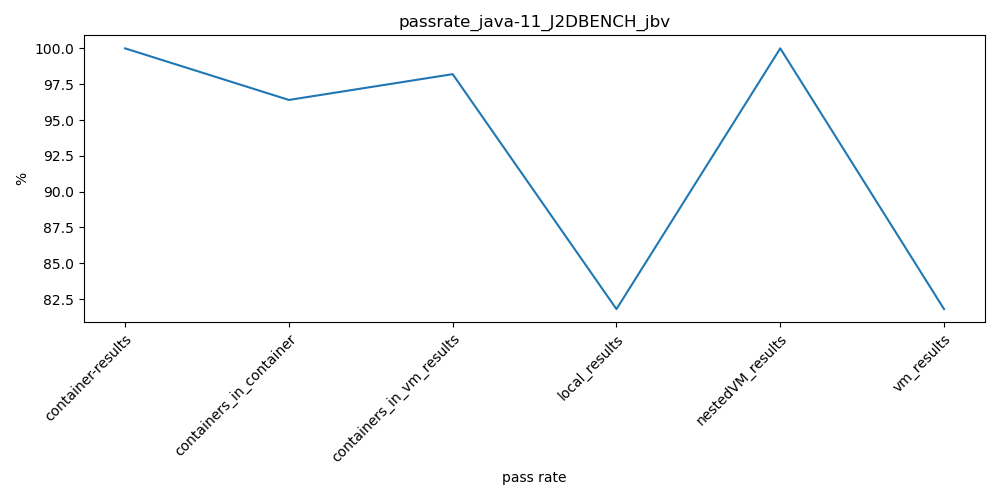 passrate_java-11_J2DBENCH_jbv
100.0
97.5
95.0
92.5
90.0
87.5
85.0
82.5
%
container-results
containers_in_container
containers_in_vm_results
local_results
nestedVM_results
vm_results
pass rate